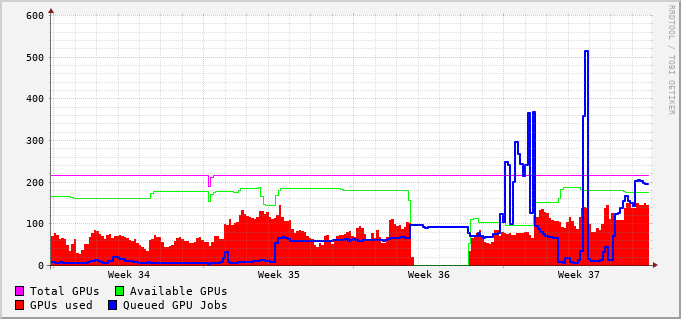 600
500
400
300
200
100
0
Week 34 Week 35 Week 36 Week 37
Total GPUs Available GPUs
GPUs used Queued GPU Jobs
RRDTOOL / TOBI OETIKER